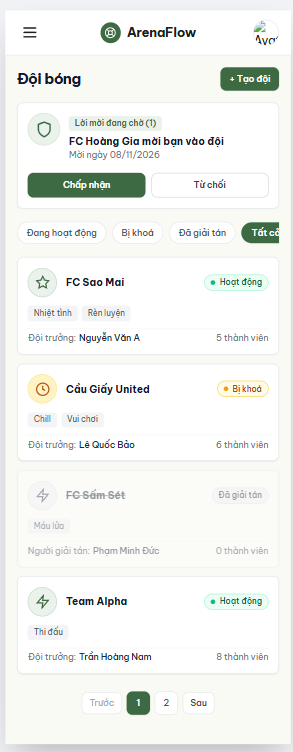 ArenaFlow
Đội bóng
+ Tạo đội
Lời mời đang chờ (1)
FC Hoàng Gia mời bạn vào đội
Mời ngày 08/11/2026
Chấp nhận
Từ chối
Đang hoạt động
Bị khoá
Đã giải tán
Tất cả
FC Sao Mai
Hoạt động
Nhiệt tình
Rèn luyện
Đội trưởng: Nguyễn Văn A
5 thành viên
Cầu Giấy United
Bị khoá
Chill
Vui chơi
Đội trưởng: Lê Quốc Bảo
6 thành viên
FC Sấm Sét
Đã giải tán
Máu lửa
Người giải tán: Phạm Minh Đức
0 thành viên
Team Alpha
Hoạt động
Thi đấu
Đội trưởng: Trần Hoàng Nam
8 thành viên
Trước
1
2
Sau